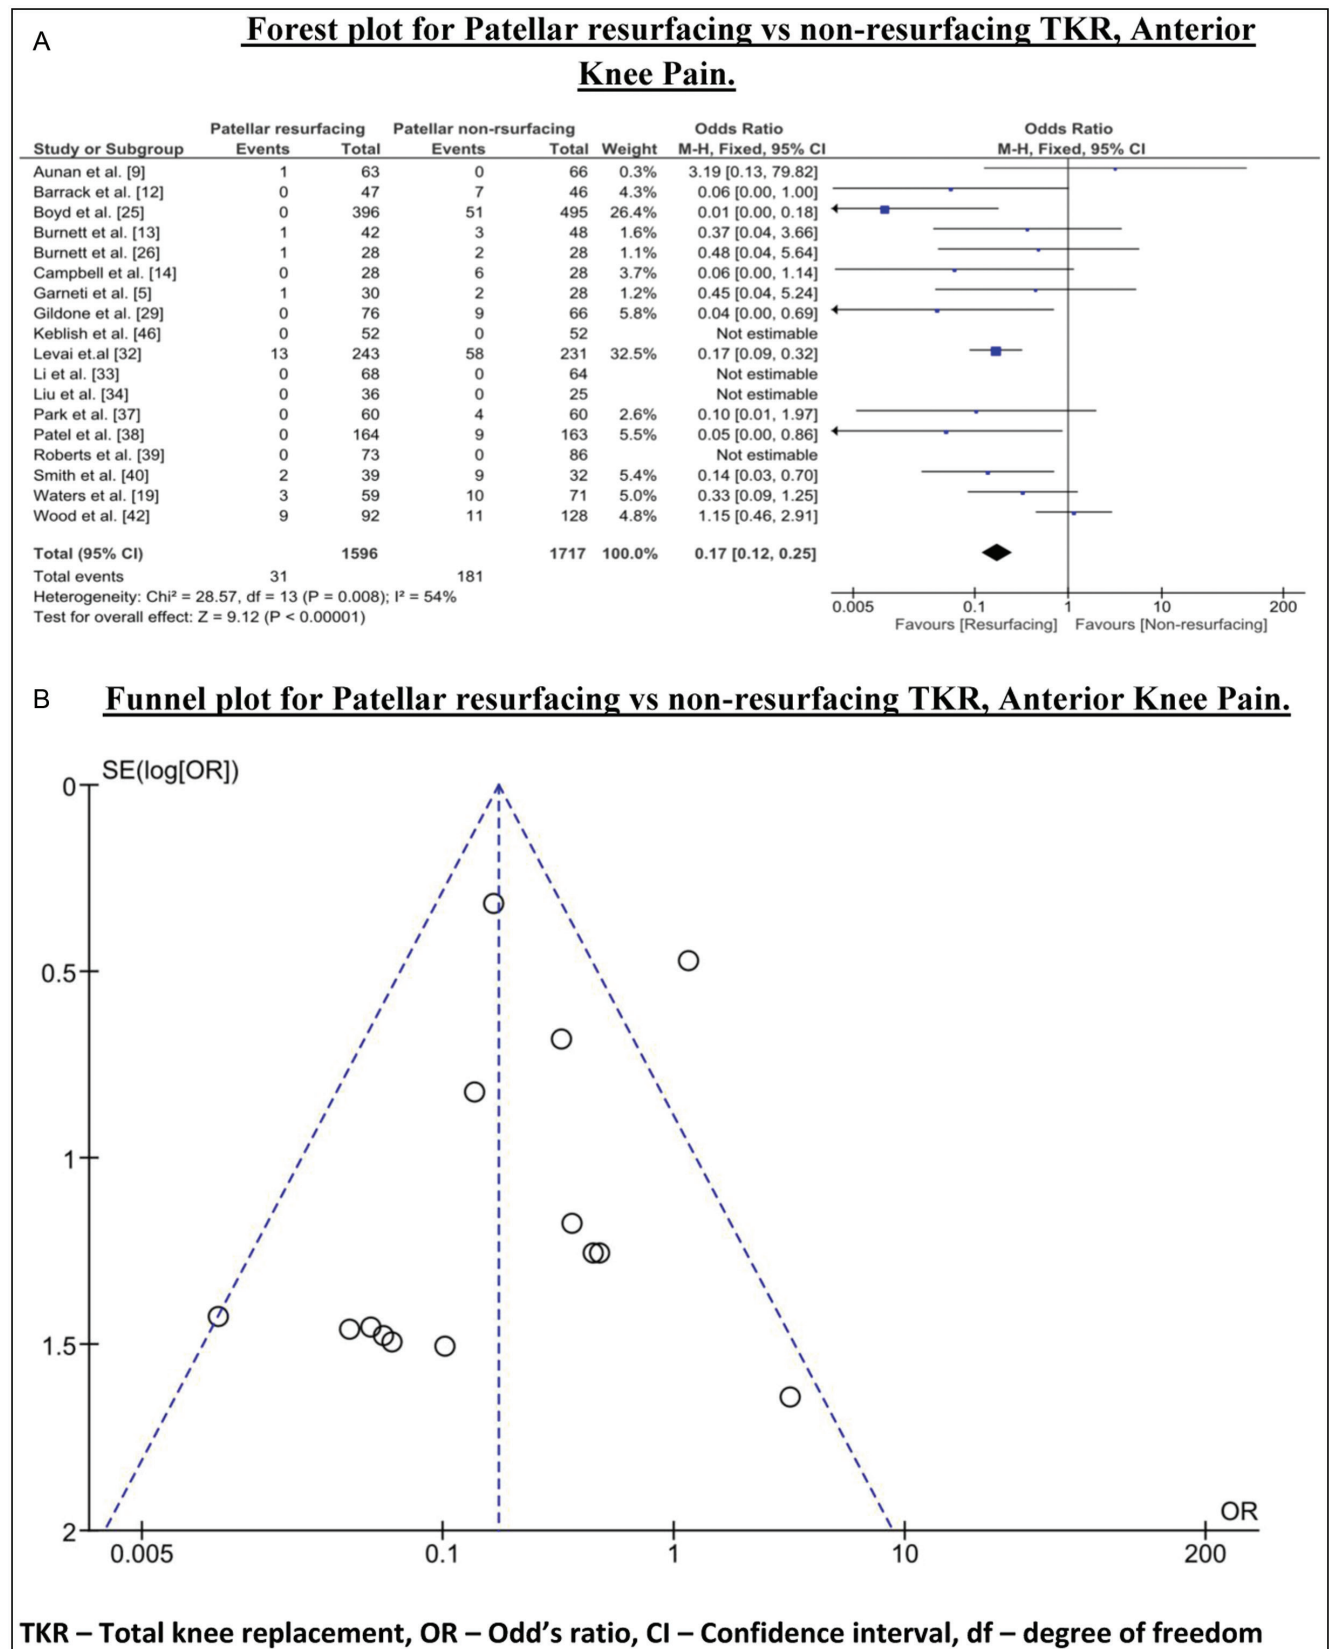 A
Forest plot for Patellar resurfacing vs non-resurfacing TKR, Anterior
Knee Pain.
Patellar resurfacing Patellar non-rsurfacing Odds Ratio Odds Ratio
Study or Subgroup Events Total Events Total Weight M-H, Fixed, 95% CI M-H, Fixed, 95% CI
Aunan et al. [9] 1 63 0 66 0.3% 3.19 [0.13, 79.82]
Barrack et al. [12] 0 47 7 46 4.3% 0.06 [0.00, 1.00]
Boyd et al. [25] 0 396 51 495 26.4% 0.01 [0.00, 0.18]
Burnett et al. [13] 1 42 3 48 1.6% 0.37 [0.04, 3.66]
Burnett et al. [26] 1 28 2 28 1.1% 0.48 [0.04, 5.64]
Campbell et al. [14] 0 28 6 28 3.7% 0.06 [0.00, 1.14]
Garneti et al. [5] 1 30 2 28 1.2% 0.45 [0.04, 5.24]
Gildone et al. [29] 0 76 9 66 5.8% 0.04 [0.00, 0.69]
Keblish et al. [46] 0 52 0 52 Not estimable
Levai et.al [32] 13 243 58 231 32.5% 0.17 [0.09, 0.32]
Li et al. [33] 0 68 0 64 Not estimable
Liu et al. [34] 0 36 0 25 Not estimable
Park et al. [37] 0 60 4 60 2.6% 0.10 [0.01, 1.97]
Patel et al. [38] 0 164 9 163 5.5% 0.05 [0.00, 0.86]
Roberts et al. [39] 0 73 0 86 Not estimable
Smith et al. [40] 2 39 9 32 5.4% 0.14 [0.03, 0.70]
Waters et al. [19] 3 59 10 71 5.0% 0.33 [0.09, 1.25]
Wood et al. [42] 9 92 11 128 4.8% 1.15 [0.46, 2.91]
Total (95% CI) 1596 1717 100.0% 0.17 [0.12, 0.25]
Total events 31 181
Heterogeneity: Chi² = 28.57, df = 13 (P = 0.008); I² = 54%
Test for overall effect: Z = 9.12 (P < 0.00001)
0.005 0.1 1 10 200
Favours [Resurfacing] Favours [Non-resurfacing]
B
Funnel plot for Patellar resurfacing vs non-resurfacing TKR, Anterior Knee Pain.
SE(log[OR])
0
0.5
1
1.5
2
OR
0.005 0.1 1 10 200
TKR – Total knee replacement, OR – Odd’s ratio, CI – Confidence interval, df – degree of freedom